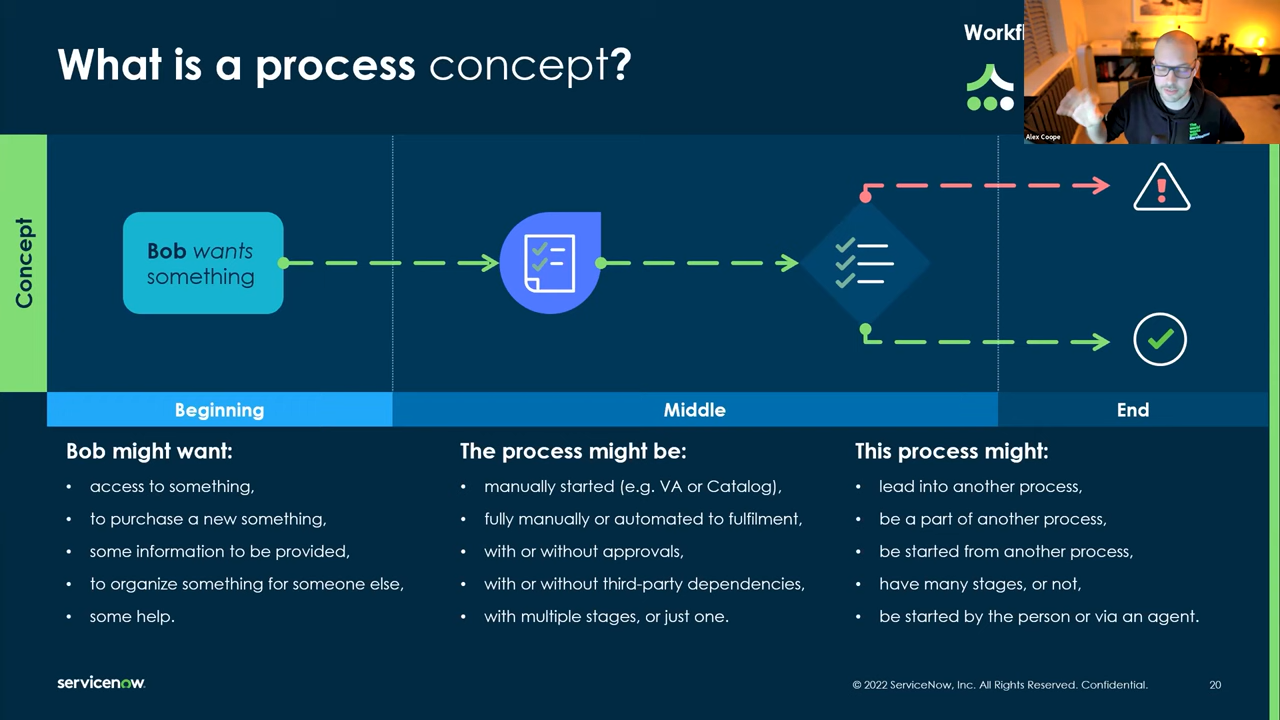 What is a process concept?
Workfl
Alex Coope
Concept
Bob wants
something
Beginning
Middle
End
Bob might want:
• access to something,
• to purchase a new something,
• some information to be provided,
• to organize something for someone else,
• some help.
The process might be:
• manually started (e.g. VA or Catalog),
• fully manually or automated to fulfilment,
• with or without approvals,
• with or without third-party dependencies,
• with multiple stages, or just one.
This process might:
• lead into another process,
• be a part of another process,
• be started from another process,
• have many stages, or not,
• be started by the person or via an agent.
servicenow
© 2022 ServiceNow, Inc. All Rights Reserved. Confidential.
20